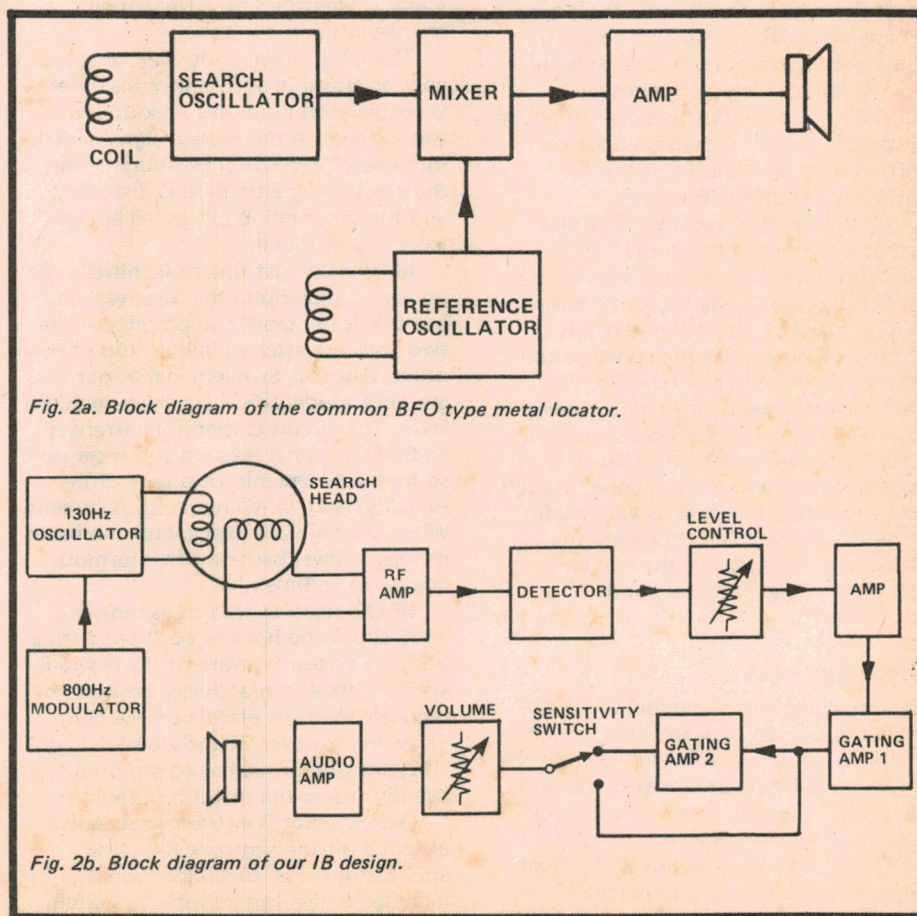 SEARCH
OSCILLATOR
MIXER
AMP
COIL
REFERENCE
OSCILLATOR
Fig. 2a. Block diagram of the common BFO type metal locator.
130Hz
OSCILLATOR
SEARCH
HEAD
RF
AMP
DETECTOR
LEVEL
CONTROL
AMP
800Hz
MODULATOR
AUDIO
AMP
VOLUME
SENSITIVITY
SWITCH
GATING
AMP 2
GATING
AMP 1
Fig. 2b. Block diagram of our IB design.